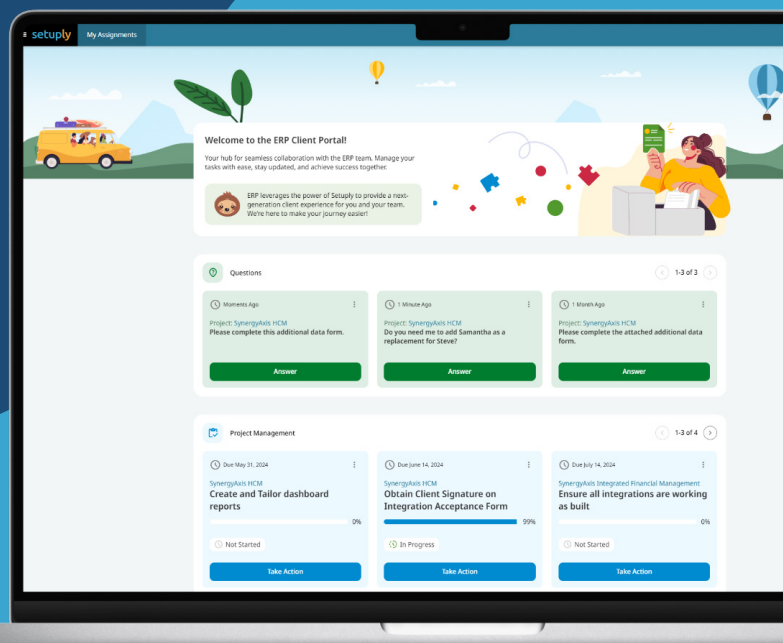 setuply My Assignments
Welcome to the ERP Client Portal!
Your hub for seamless collaboration with the ERP team. Manage your
tasks with ease, stay updated, and achieve success together.
ERP leverages the power of Setuply to provide a next-
generation client experience for you and your team.
We're here to make your journey easier!
Questions
1-3 of 3
Moments Ago
Project: SynergyAxis HCM
Please complete this additional data form.
Answer
1 Minute Ago
Project: SynergyAxis HCM
Do you need me to add Samantha as a
replacement for Steve?
Answer
1 Month Ago
Project: SynergyAxis HCM
Please complete the attached additional data
form.
Answer
Project Management
1-3 of 4
Due May 31, 2024
SynergyAxis HCM
Create and Tailor dashboard
reports
0%
Not Started
Take Action
Due June 14, 2024
SynergyAxis HCM
Obtain Client Signature on
Integration Acceptance Form
99%
In Progress
Take Action
Due July 14, 2024
SynergyAxis Integrated Financial Management
Ensure all integrations are working
as built
0%
Not Started
Take Action